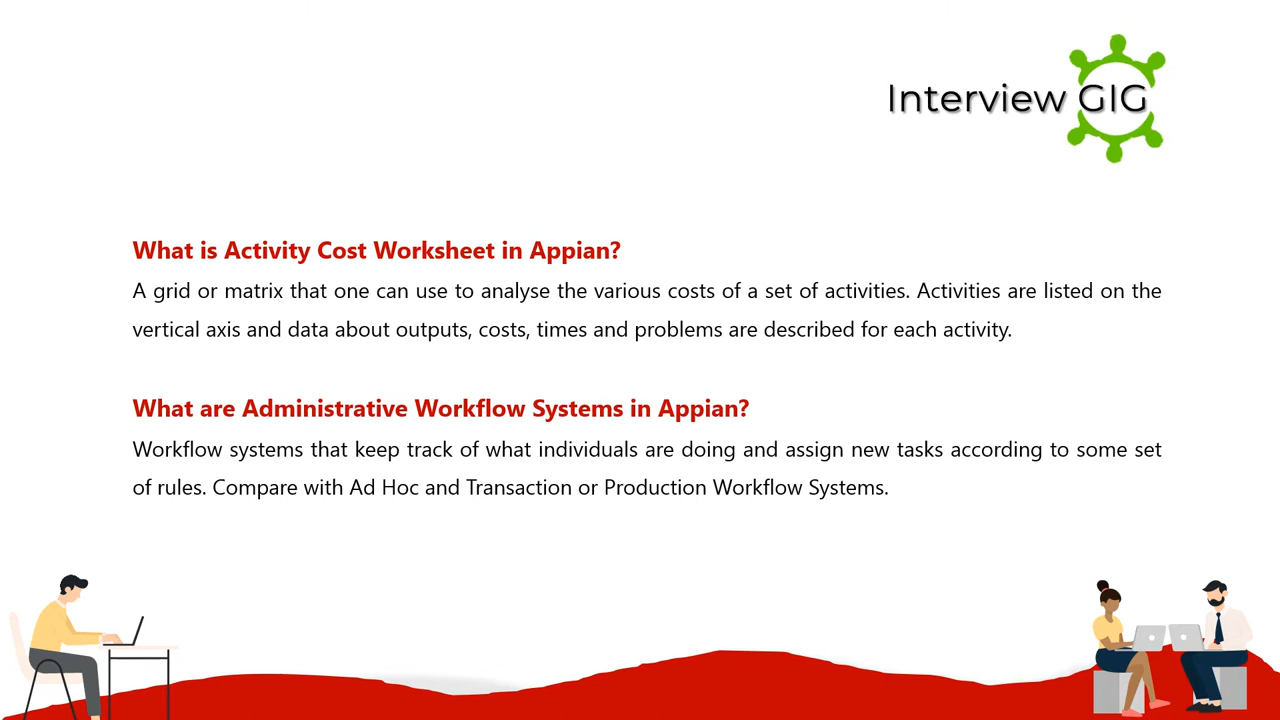 Interview GIG
What is Activity Cost Worksheet in Appian?
A grid or matrix that one can use to analyse the various costs of a set of activities. Activities are listed on the
vertical axis and data about outputs, costs, times and problems are described for each activity.
What are Administrative Workflow Systems in Appian?
Workflow systems that keep track of what individuals are doing and assign new tasks according to some set
of rules. Compare with Ad Hoc and Transaction or Production Workflow Systems.